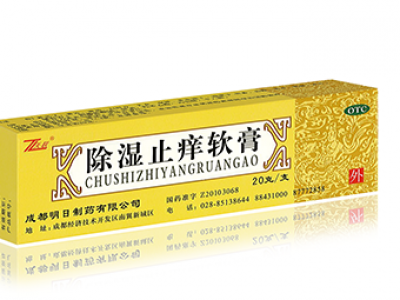 OTC
除湿止痒软膏
CHUSHIZHIYANGRUANGAO
20克/支
外
国药准字 Z20103068
成都明日制药有限公司
地 址：成都经济技术开发区南翼新城区
电 话：028-85138644 88431000